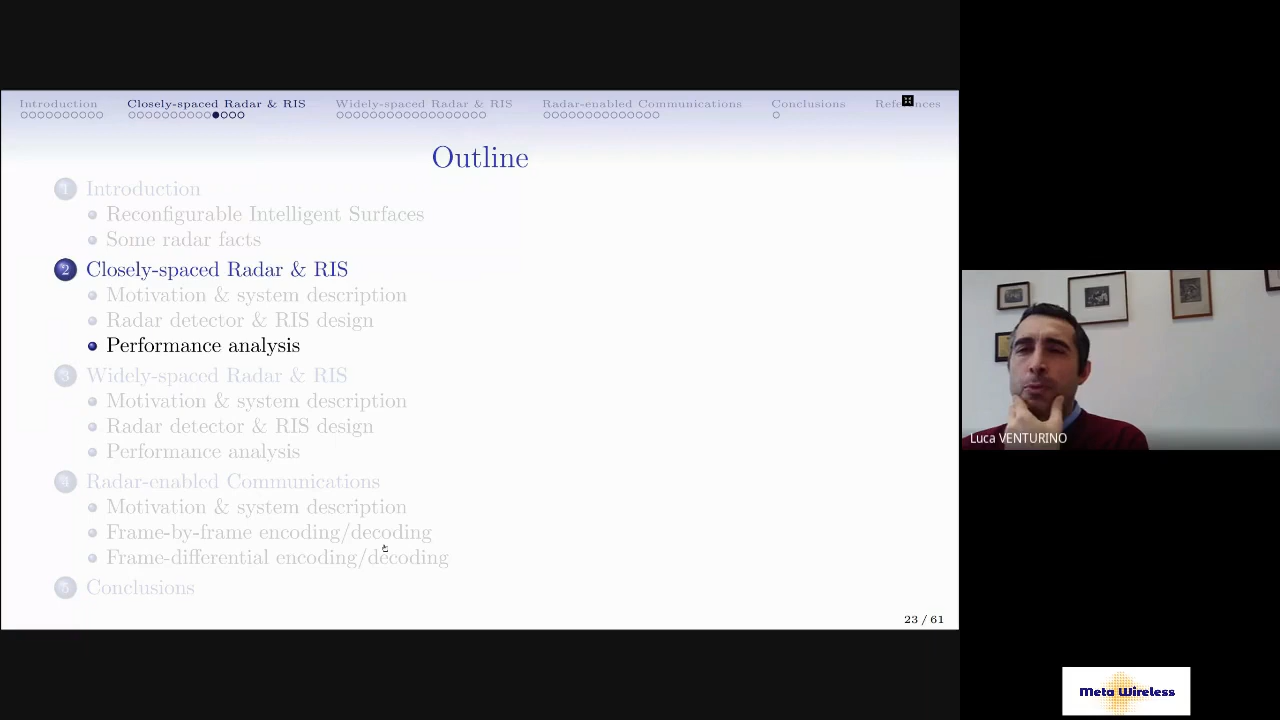 Introduction Closely-spaced Radar & RIS Widely-spaced Radar & RIS Radar-enabled Communications Conclusions
Outline
1 Introduction
Reconfigurable Intelligent Surfaces
Some radar facts
2 Closely-spaced Radar & RIS
Motivation & system description
Radar detector & RIS design
Performance analysis
3 Widely-spaced Radar & RIS
Motivation & system description
Radar detector & RIS design
Performance analysis
4 Radar-enabled Communications
Motivation & system description
Frame-by-frame encoding/decoding
Frame-differential encoding/decoding
5 Conclusions
23 / 61
Luca VENTURINO
Meta Wireless